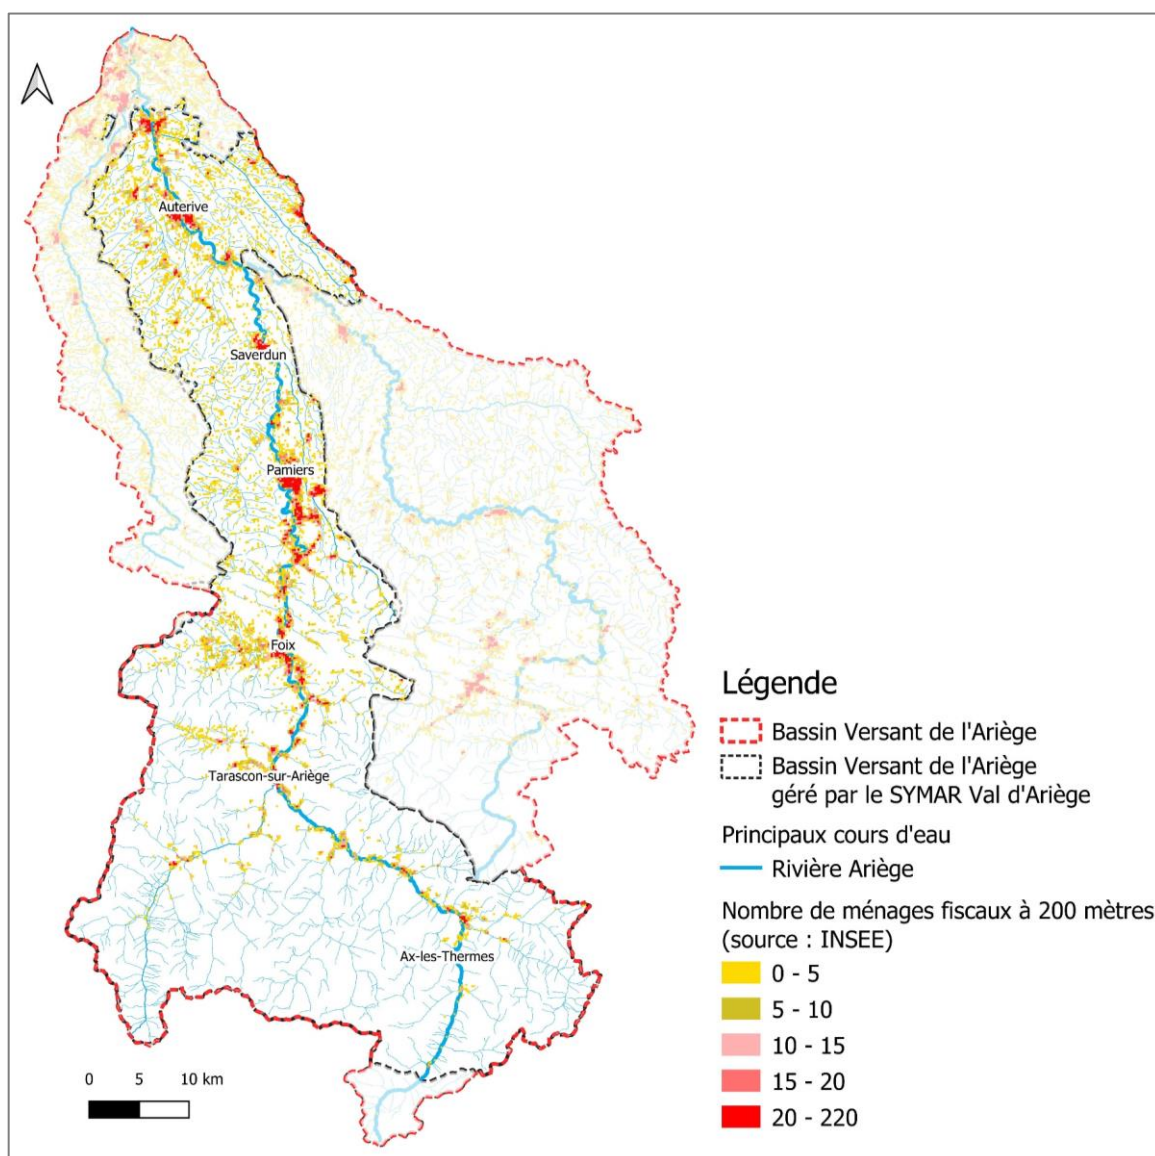 Auterive
Saverdun
Pamiers
Foix
Tarascon-sur-Ariège
Ax-les-Thermes
0 5 10 km
Légende
Bassin Versant de l'Ariège
Bassin Versant de l'Ariège
géré par le SYMAR Val d'Ariège
Principaux cours d'eau
Rivière Ariège
Nombre de ménages fiscaux à 200 mètres
(source : INSEE)
0 - 5
5 - 10
10 - 15
15 - 20
20 - 220